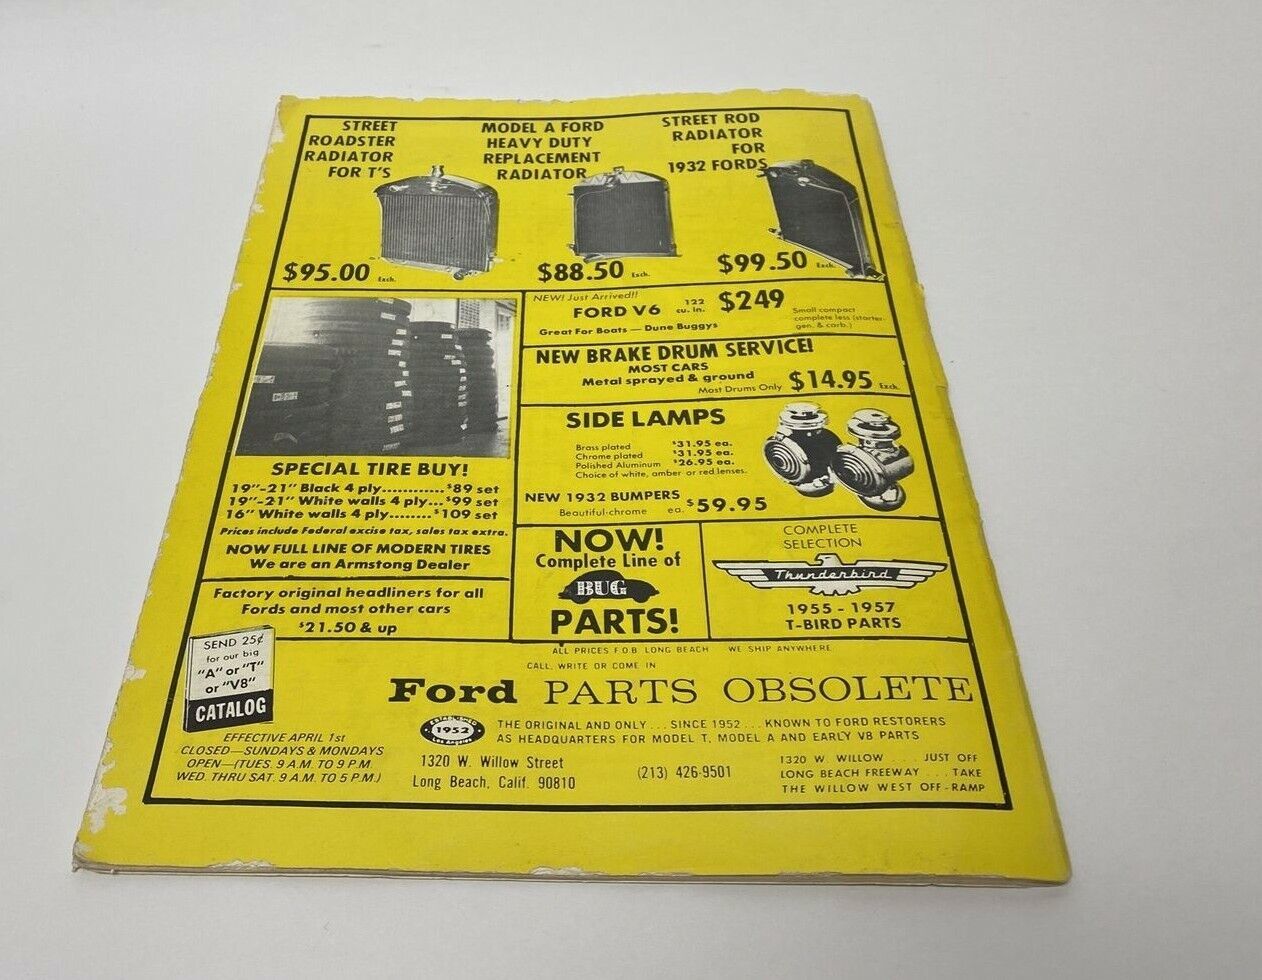 STREET
ROADSTER
RADIATOR
FOR T'S
$95.00 Exch.
MODEL A FORD
HEAVY DUTY
REPLACEMENT
RADIATOR
$88.50 Exch.
STREET ROD
RADIATOR
FOR
1932 FORDS
$99.50 Exch.
SPECIAL TIRE BUY!
19"-21" Black 4 ply............$89 set
19"-21" White walls 4 ply...$99 set
16" White walls 4 ply........$109 set
Prices include Federal excise tax, sales tax extra.
NOW FULL LINE OF MODERN TIRES
We are an Armstong Dealer
Factory original headliners for all
Fords and most other cars
$21.50 & up
NEW! Just Arrived!!
FORD V6 122 cu. in. $249
Great For Boats — Dune Buggys
Small compact
complete less (starter-
gen. & carb.)
NEW BRAKE DRUM SERVICE!
MOST CARS
Metal sprayed & ground
Most Drums Only $14.95 Exch.
SIDE LAMPS
Brass plated $31.95 ea.
Chrome plated $31.95 ea.
Polished Aluminum $26.95 ea.
Choice of white, amber or red lenses.
NEW 1932 BUMPERS
Beautiful-chrome ea. $59.95
NOW!
Complete Line of
BUG
PARTS!
COMPLETE
SELECTION
Thunderbird
1955 - 1957
T-BIRD PARTS
SEND 25¢
for our big
"A" or "T"
or "V8"
CATALOG
ALL PRICES F.O.B. LONG BEACH WE SHIP ANYWHERE
CALL, WRITE OR COME IN
Ford PARTS OBSOLETE
ESTABLISHED
1952
Los Angeles
THE ORIGINAL AND ONLY . . . SINCE 1952 . . . KNOWN TO FORD RESTORERS
AS HEADQUARTERS FOR MODEL T, MODEL A AND EARLY V8 PARTS
EFFECTIVE APRIL 1st
CLOSED—SUNDAYS & MONDAYS
OPEN—(TUES. 9 A.M. TO 9 P.M.
WED. THRU SAT. 9 A.M. TO 5 P.M.)
1320 W. Willow Street
Long Beach, Calif. 90810
(213) 426-9501
1320 W. WILLOW . . . . JUST OFF
LONG BEACH FREEWAY . . . TAKE
THE WILLOW WEST OFF-RAMP